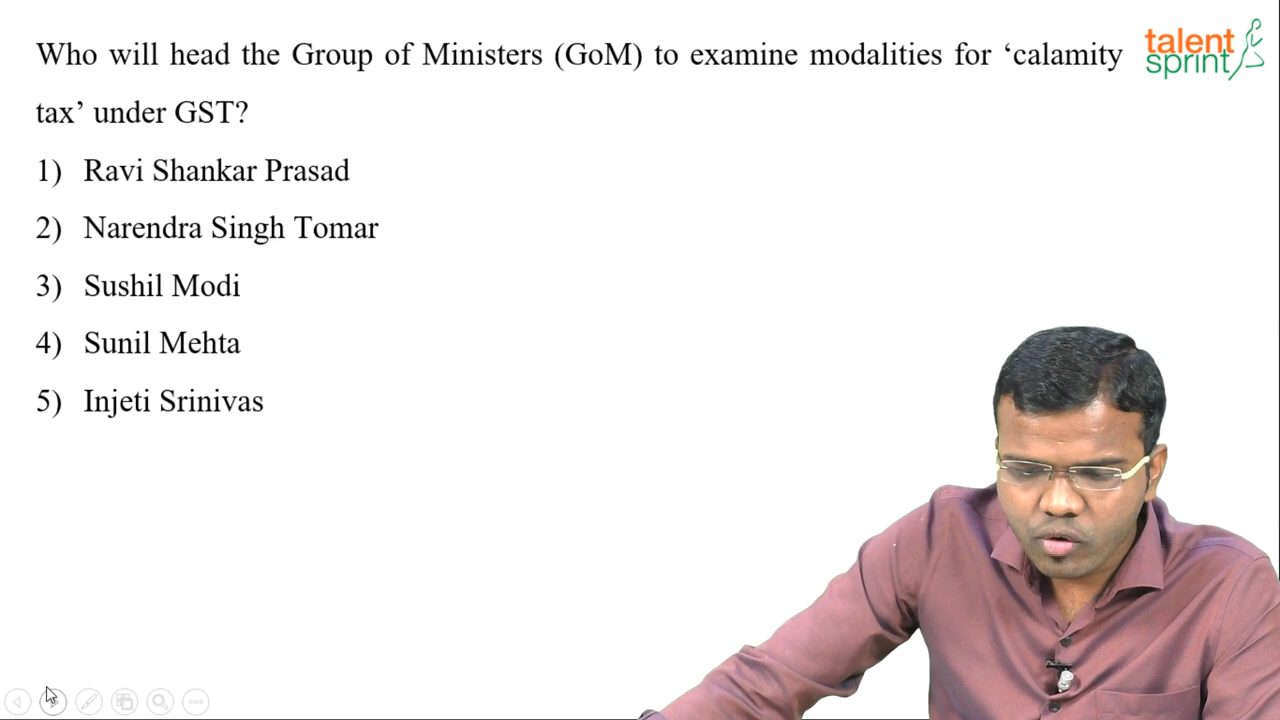 Who will head the Group of Ministers (GoM) to examine modalities for ‘calamity
tax’ under GST?
1) Ravi Shankar Prasad
2) Narendra Singh Tomar
3) Sushil Modi
4) Sunil Mehta
5) Injeti Srinivas
talent
sprint